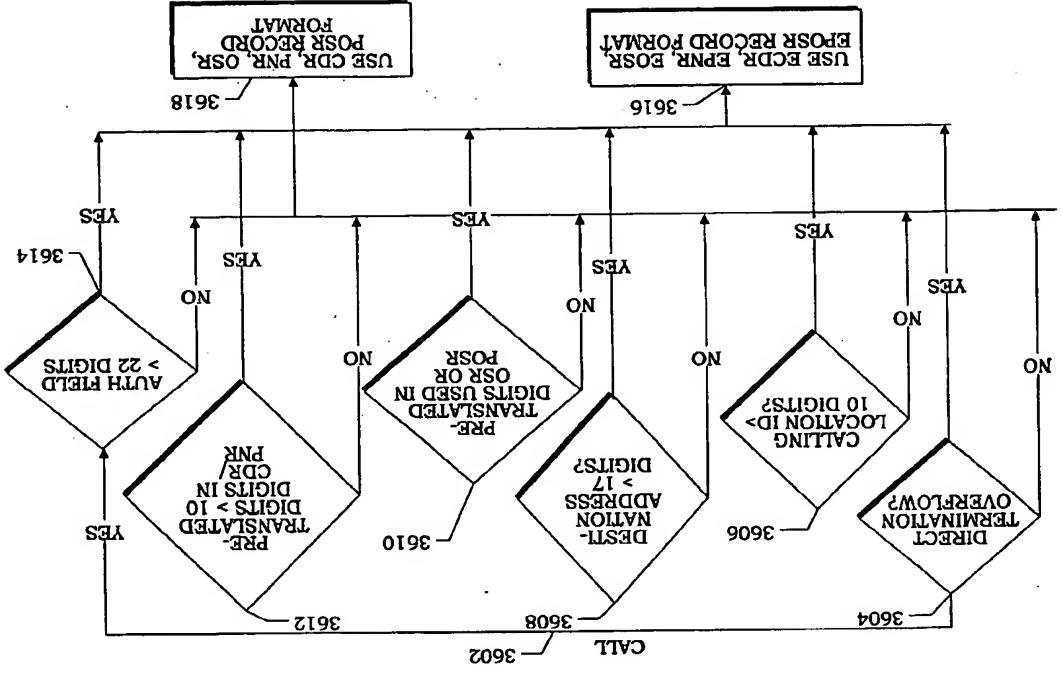 CALL
3602
3612
3608
3604
YES
3610
3606
AUTH FIELD
> 22 DIGITS
3614
PRE-
TRANSLATED
DIGITS > 10
DIGITS IN
CDR/
PNR
PRE-
TRANSLATED
DIGITS USED IN
OSR OR
POSR
DESTI-
NATION
ADDRESS
> 17
DIGITS?
CALLING
LOCATION ID>
10 DIGITS?
DIRECT
TERMINATION
OVERFLOW?
YES
NO
YES
NO
YES
NO
YES
NO
YES
NO
YES
NO
3618
USE CDR, PNR, OSR,
POSR RECORD
FORMAT
3616
USE ECDR, EPNR, EOSR,
EPOSR RECORD FORMAT